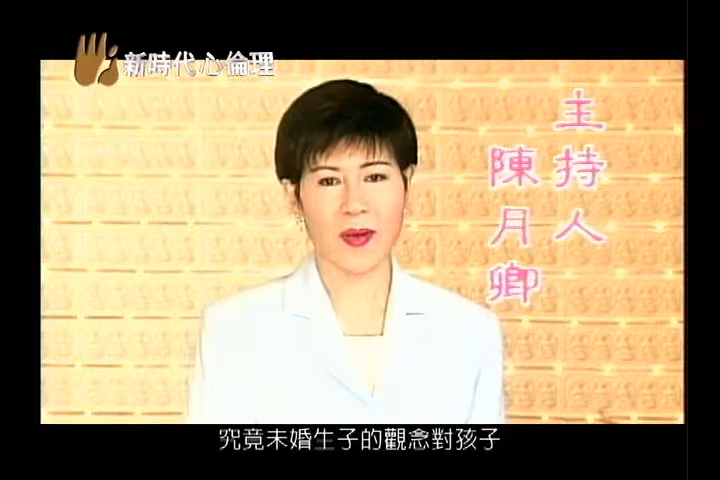 新時代心倫理
主持人
陳月卿
究竟未婚生子的觀念對孩子